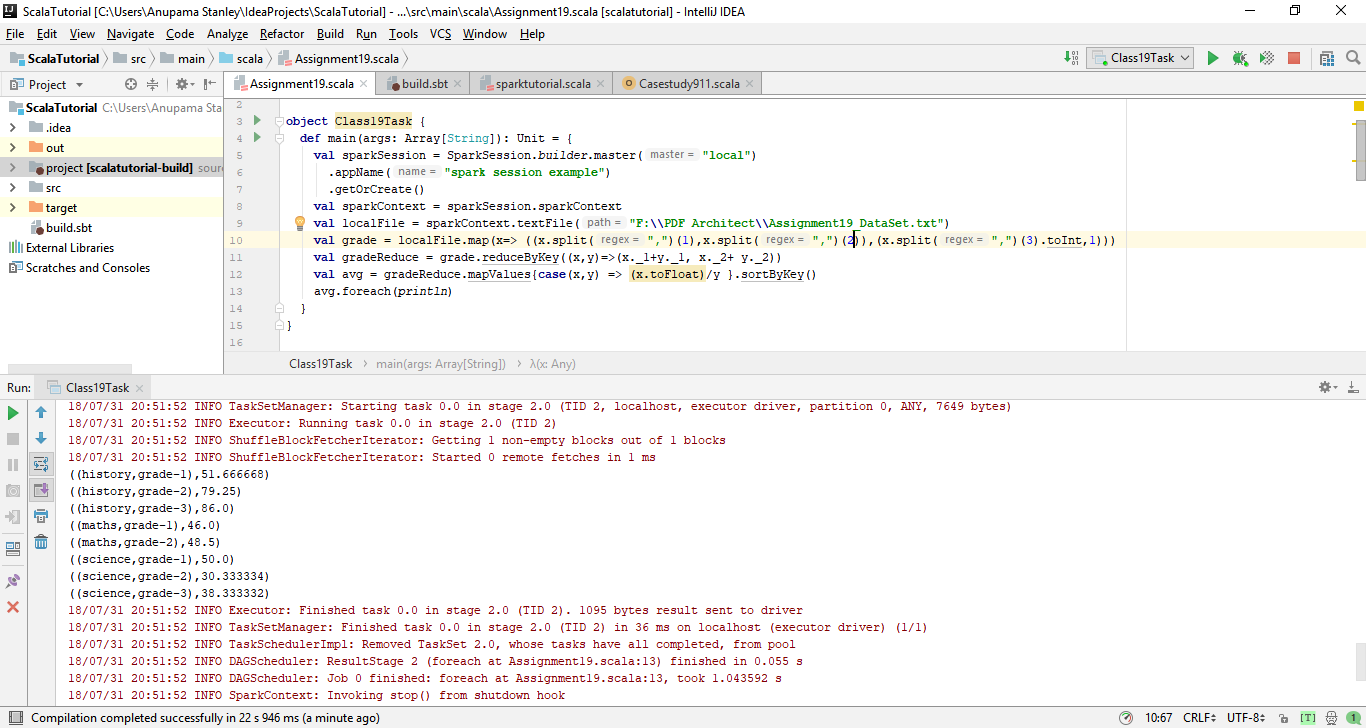 ScalaTutorial [C:\Users\Anupama Stanley\IdeaProjects\ScalaTutorial] - ...\src\main\scala\Assignment19.scala [scalatutorial] - IntelliJ IDEA
File Edit View Navigate Code Analyze Refactor Build Run Tools VCS Window Help
ScalaTutorial src main scala Assignment19.scala Class19Task
Project Assignment19.scala build.sbt sparktutorial.scala Casestudy911.scala
ScalaTutorial C:\Users\Anupama Sta
.idea
out
project [scalatutorial-build] sourc
src
target
build.sbt
External Libraries
Scratches and Consoles
2
3 object Class19Task {
4 def main(args: Array[String]): Unit = {
5 val sparkSession = SparkSession.builder.master( master = "local")
6 .appName( name = "spark session example")
7 .getOrCreate()
8 val sparkContext = sparkSession.sparkContext
9 val localFile = sparkContext.textFile( path = "F:\\PDF Architect\\Assignment19_DataSet.txt")
10 val grade = localFile.map(x=> ((x.split( regex = ",")(1),x.split( regex = ",")(2)),(x.split( regex = ",")(3).toInt,1)))
11 val gradeReduce = grade.reduceByKey((x,y)=>(x._1+y._1, x._2+ y._2))
12 val avg = gradeReduce.mapValues{case(x,y) => (x.toFloat)/y }.sortByKey()
13 avg.foreach(println)
14 }
15 }
16
Class19Task main(args: Array[String]) λ(x: Any)
Run: Class19Task
18/07/31 20:51:52 INFO TaskSetManager: Starting task 0.0 in stage 2.0 (TID 2, localhost, executor driver, partition 0, ANY, 7649 bytes)
18/07/31 20:51:52 INFO Executor: Running task 0.0 in stage 2.0 (TID 2)
18/07/31 20:51:52 INFO ShuffleBlockFetcherIterator: Getting 1 non-empty blocks out of 1 blocks
18/07/31 20:51:52 INFO ShuffleBlockFetcherIterator: Started 0 remote fetches in 1 ms
((history,grade-1),51.666668)
((history,grade-2),79.25)
((history,grade-3),86.0)
((maths,grade-1),46.0)
((maths,grade-2),48.5)
((science,grade-1),50.0)
((science,grade-2),30.333334)
((science,grade-3),38.333332)
18/07/31 20:51:52 INFO Executor: Finished task 0.0 in stage 2.0 (TID 2). 1095 bytes result sent to driver
18/07/31 20:51:52 INFO TaskSetManager: Finished task 0.0 in stage 2.0 (TID 2) in 36 ms on localhost (executor driver) (1/1)
18/07/31 20:51:52 INFO TaskSchedulerImpl: Removed TaskSet 2.0, whose tasks have all completed, from pool
18/07/31 20:51:52 INFO DAGScheduler: ResultStage 2 (foreach at Assignment19.scala:13) finished in 0.055 s
18/07/31 20:51:52 INFO DAGScheduler: Job 0 finished: foreach at Assignment19.scala:13, took 1.043592 s
18/07/31 20:51:52 INFO SparkContext: Invoking stop() from shutdown hook
Compilation completed successfully in 22 s 946 ms (a minute ago) 10:67 CRLF UTF-8 [T] 1